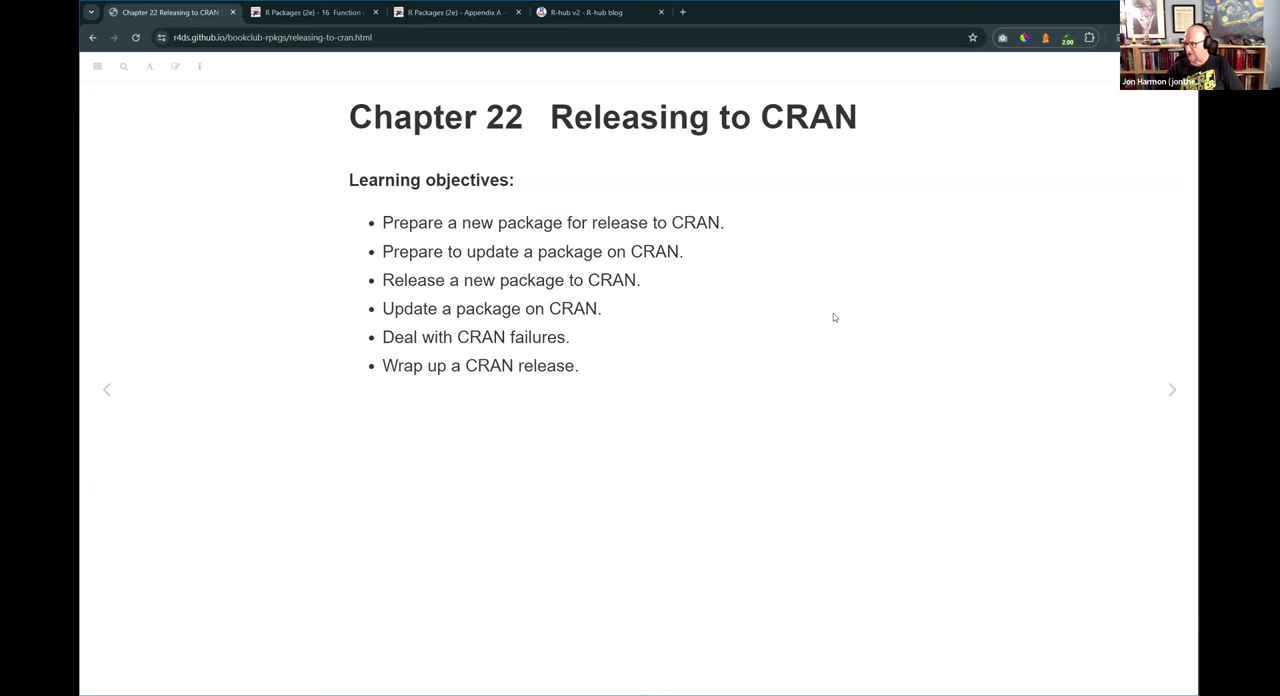 Chapter 22 Releasing to CRAN
R Packages (2e) - 16 Function
R Packages (2e) - Appendix A –
R-hub v2 - R-hub blog
r4ds.github.io/bookclub-rpkgs/releasing-to-cran.html
2.00
Jon Harmon (jonthe...
Chapter 22 Releasing to CRAN
Learning objectives:
• Prepare a new package for release to CRAN.
• Prepare to update a package on CRAN.
• Release a new package to CRAN.
• Update a package on CRAN.
• Deal with CRAN failures.
• Wrap up a CRAN release.